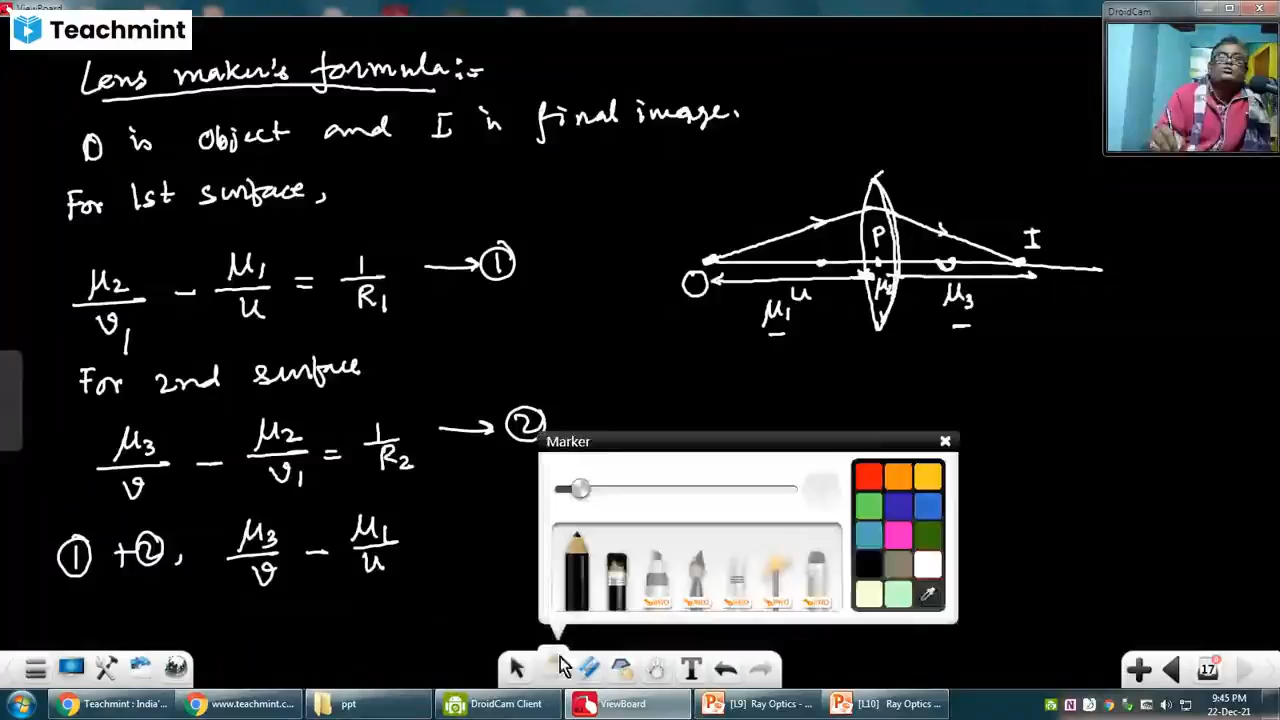 ViewBoard
Teachmint
DroidCam
Lens maker's formula:-
O is object and I is final image.
For 1st surface,
μ2/v1 - μ1/u = 1/R1 → ①
For 2nd surface
μ3/v - μ2/v1 = 1/R2 → ②
① + ②, μ3/v - μ1/u
P
I
O
u
μ2
v
μ1
μ3
Marker
T
17
Teachmint : India'...
www.teachmint.c...
ppt
DroidCam Client
ViewBoard
[L9] Ray Optics - ...
[L10] Ray Optics ...
9:45 PM
22-Dec-21